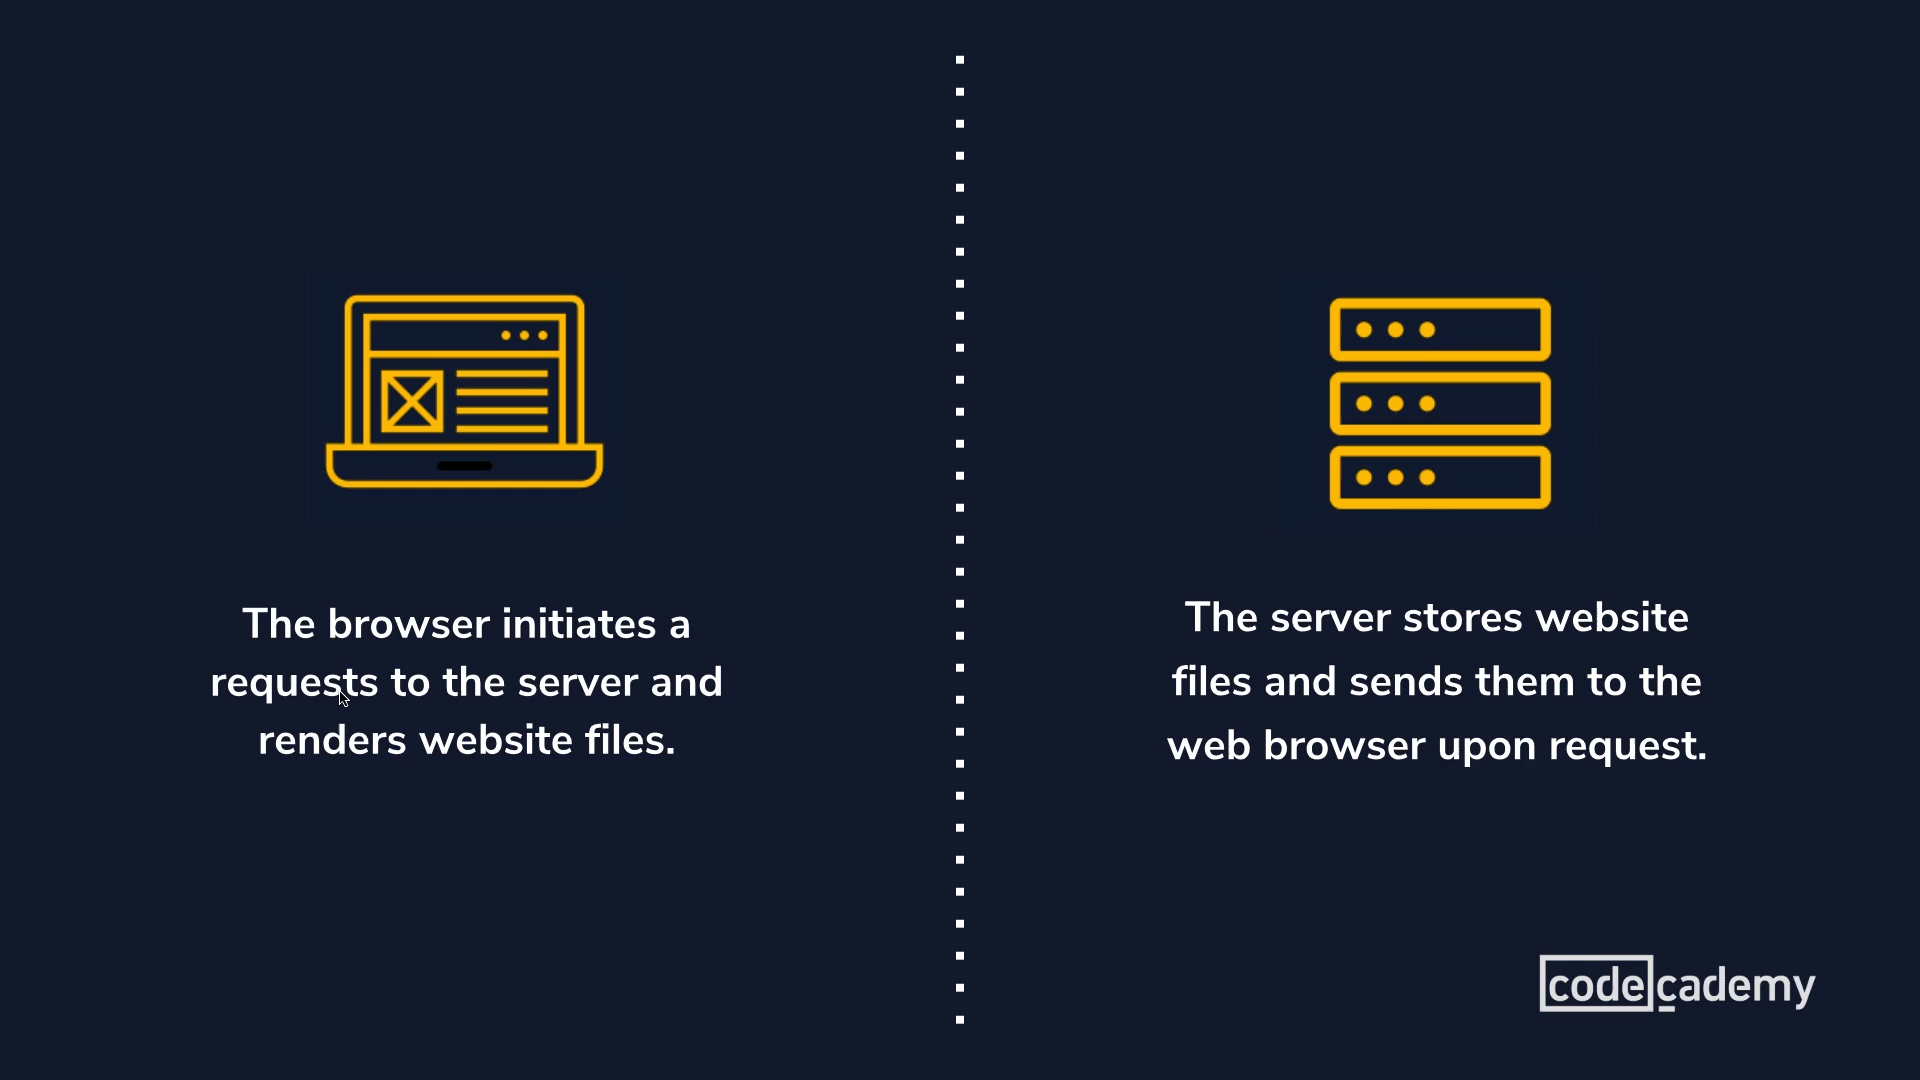 The browser initiates a
requests to the server and
renders website files.
The server stores website
files and sends them to the
web browser upon request.
codecademy